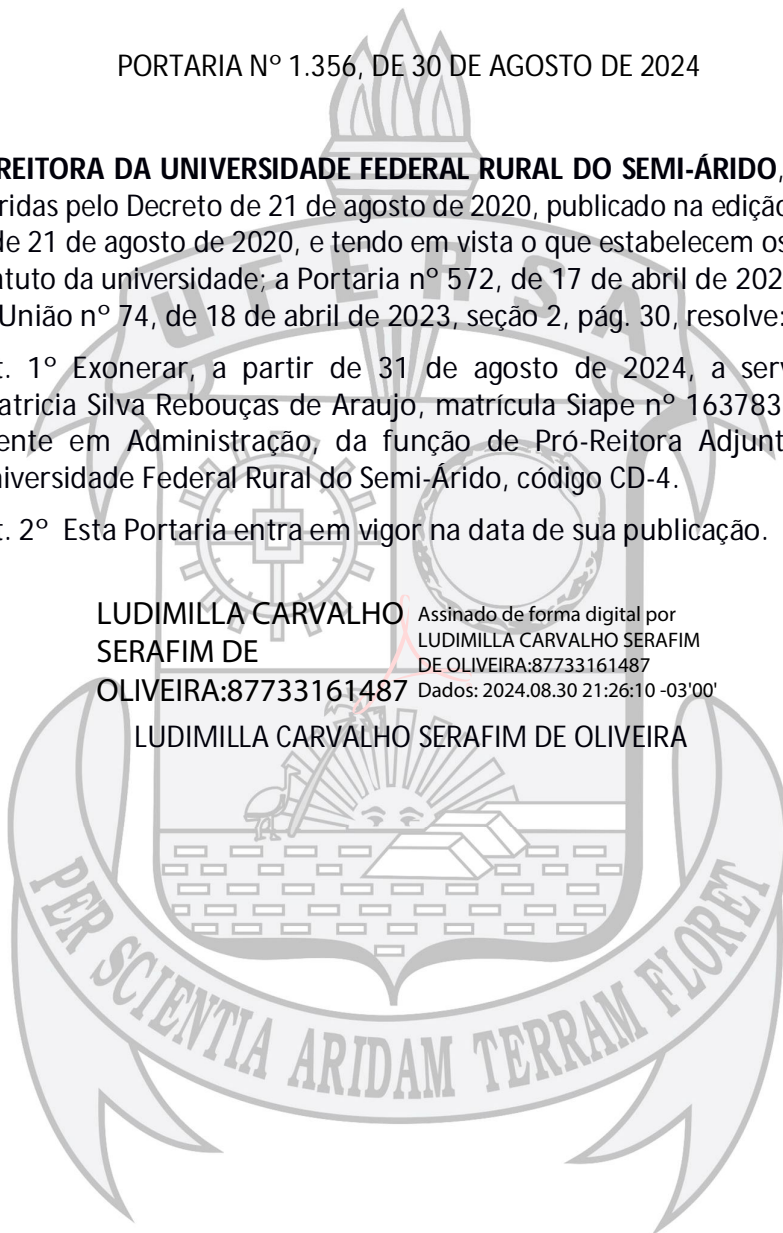 PORTARIA Nº 1.356, DE 30 DE AGOSTO DE 2024
REITORA DA UNIVERSIDADE FEDERAL RURAL DO SEMI-ÁRIDO,
ridas pelo Decreto de 21 de agosto de 2020, publicado na edição
de 21 de agosto de 2020, e tendo em vista o que estabelecem os
tuto da universidade; a Portaria nº 572, de 17 de abril de 202
União nº 74, de 18 de abril de 2023, seção 2, pág. 30, resolve:
UFERSA
t. 1º Exonerar, a partir de 31 de agosto de 2024, a serv
atricia Silva Rebouças de Araujo, matrícula Siape nº 163783
ente em Administração, da função de Pró-Reitora Adjunt
niversidade Federal Rural do Semi-Árido, código CD-4.
t. 2º Esta Portaria entra em vigor na data de sua publicação.
LUDIMILLA CARVALHO
SERAFIM DE
OLIVEIRA:87733161487
Assinado de forma digital por
LUDIMILLA CARVALHO SERAFIM
DE OLIVEIRA:87733161487
Dados: 2024.08.30 21:26:10 -03'00'
LUDIMILLA CARVALHO SERAFIM DE OLIVEIRA
PER SCIENTIA ARIDAM TERRAM FLORET